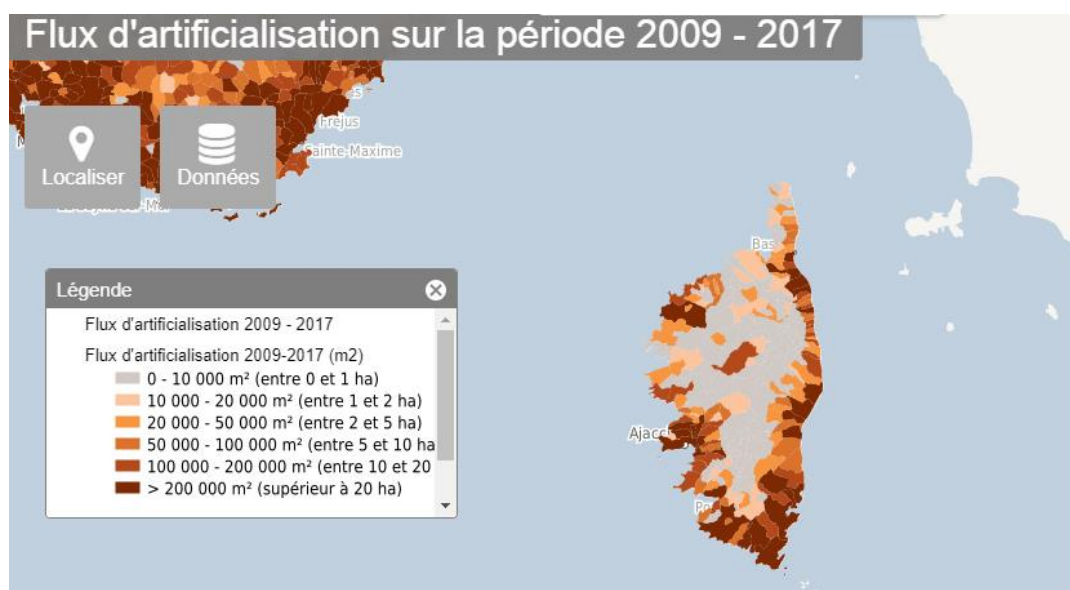 Flux d'artificialisation sur la période 2009 - 2017
Fréjus
Sainte-Maxime
Localiser
Données
Bas
Légende
Flux d'artificialisation 2009 - 2017
Flux d'artificialisation 2009-2017 (m2)
0 - 10 000 m² (entre 0 et 1 ha)
10 000 - 20 000 m² (entre 1 et 2 ha)
20 000 - 50 000 m² (entre 2 et 5 ha)
50 000 - 100 000 m² (entre 5 et 10 ha
100 000 - 200 000 m² (entre 10 et 20
> 200 000 m² (supérieur à 20 ha)
Ajacc
Po